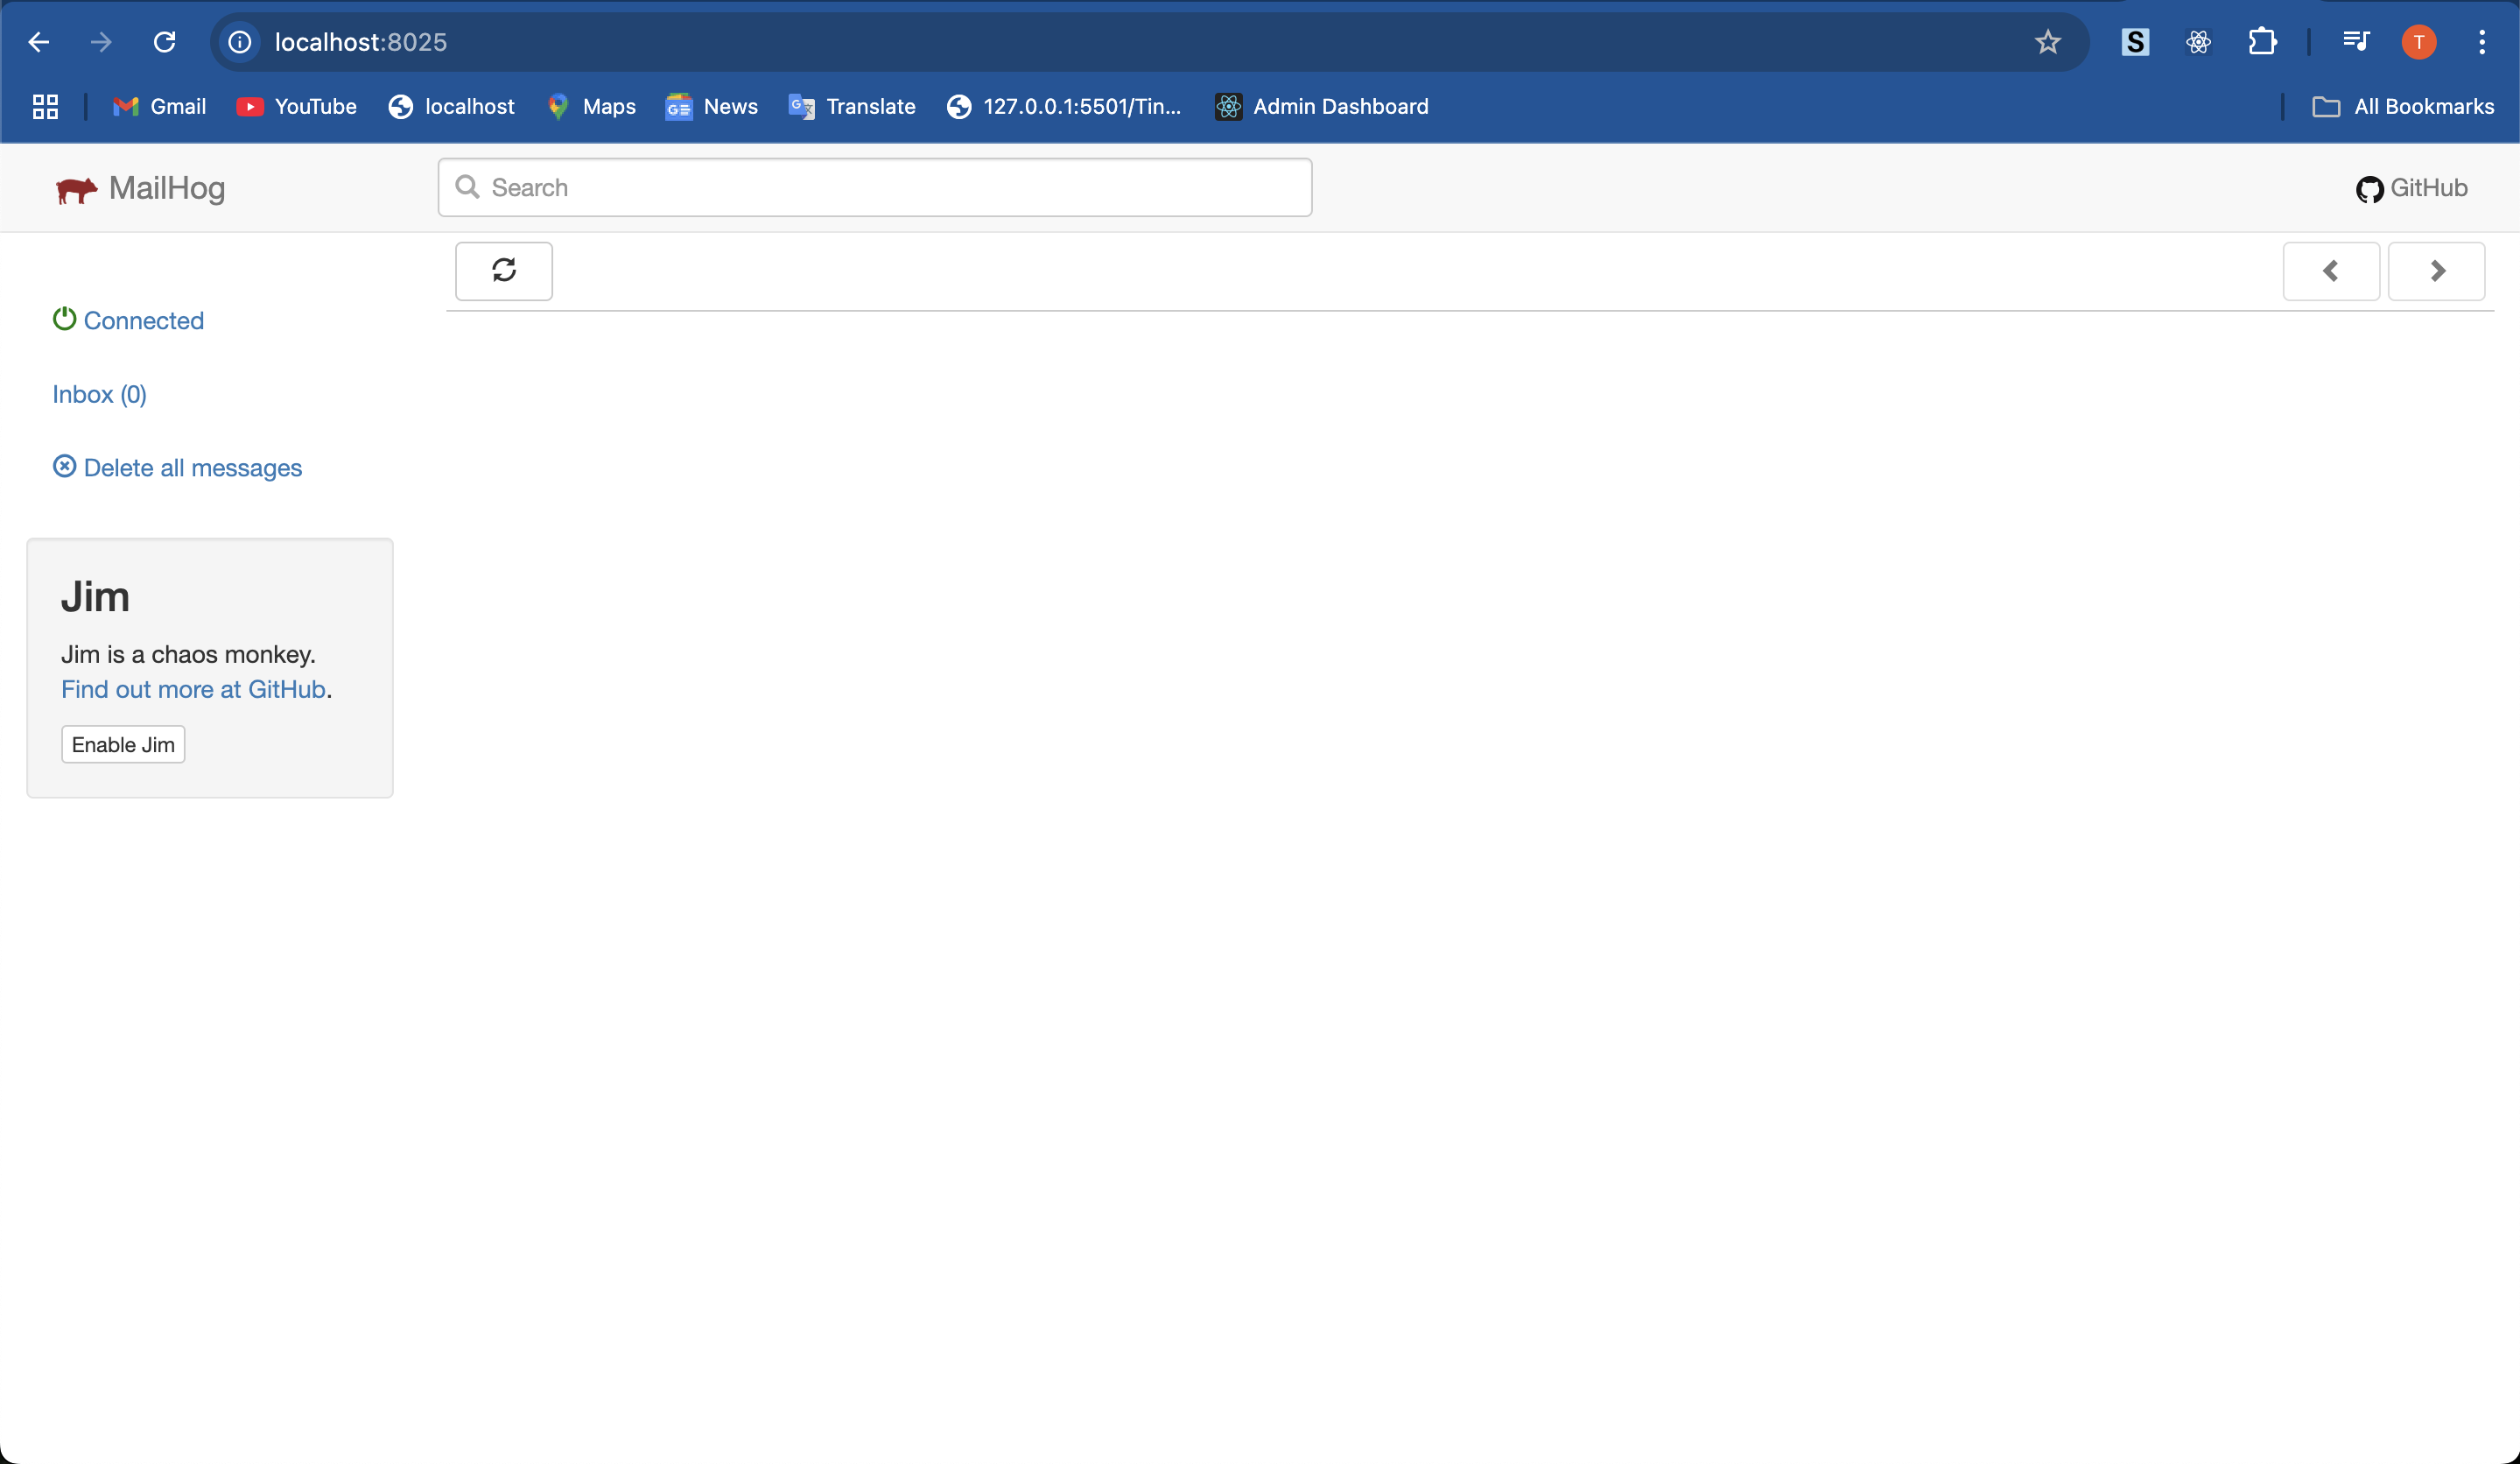 localhost:8025
Gmail YouTube localhost Maps News Translate 127.0.0.1:5501/Tin... Admin Dashboard All Bookmarks
S
T
MailHog Search GitHub
Connected
Inbox (0)
Delete all messages
Jim
Jim is a chaos monkey.
Find out more at GitHub.
Enable Jim